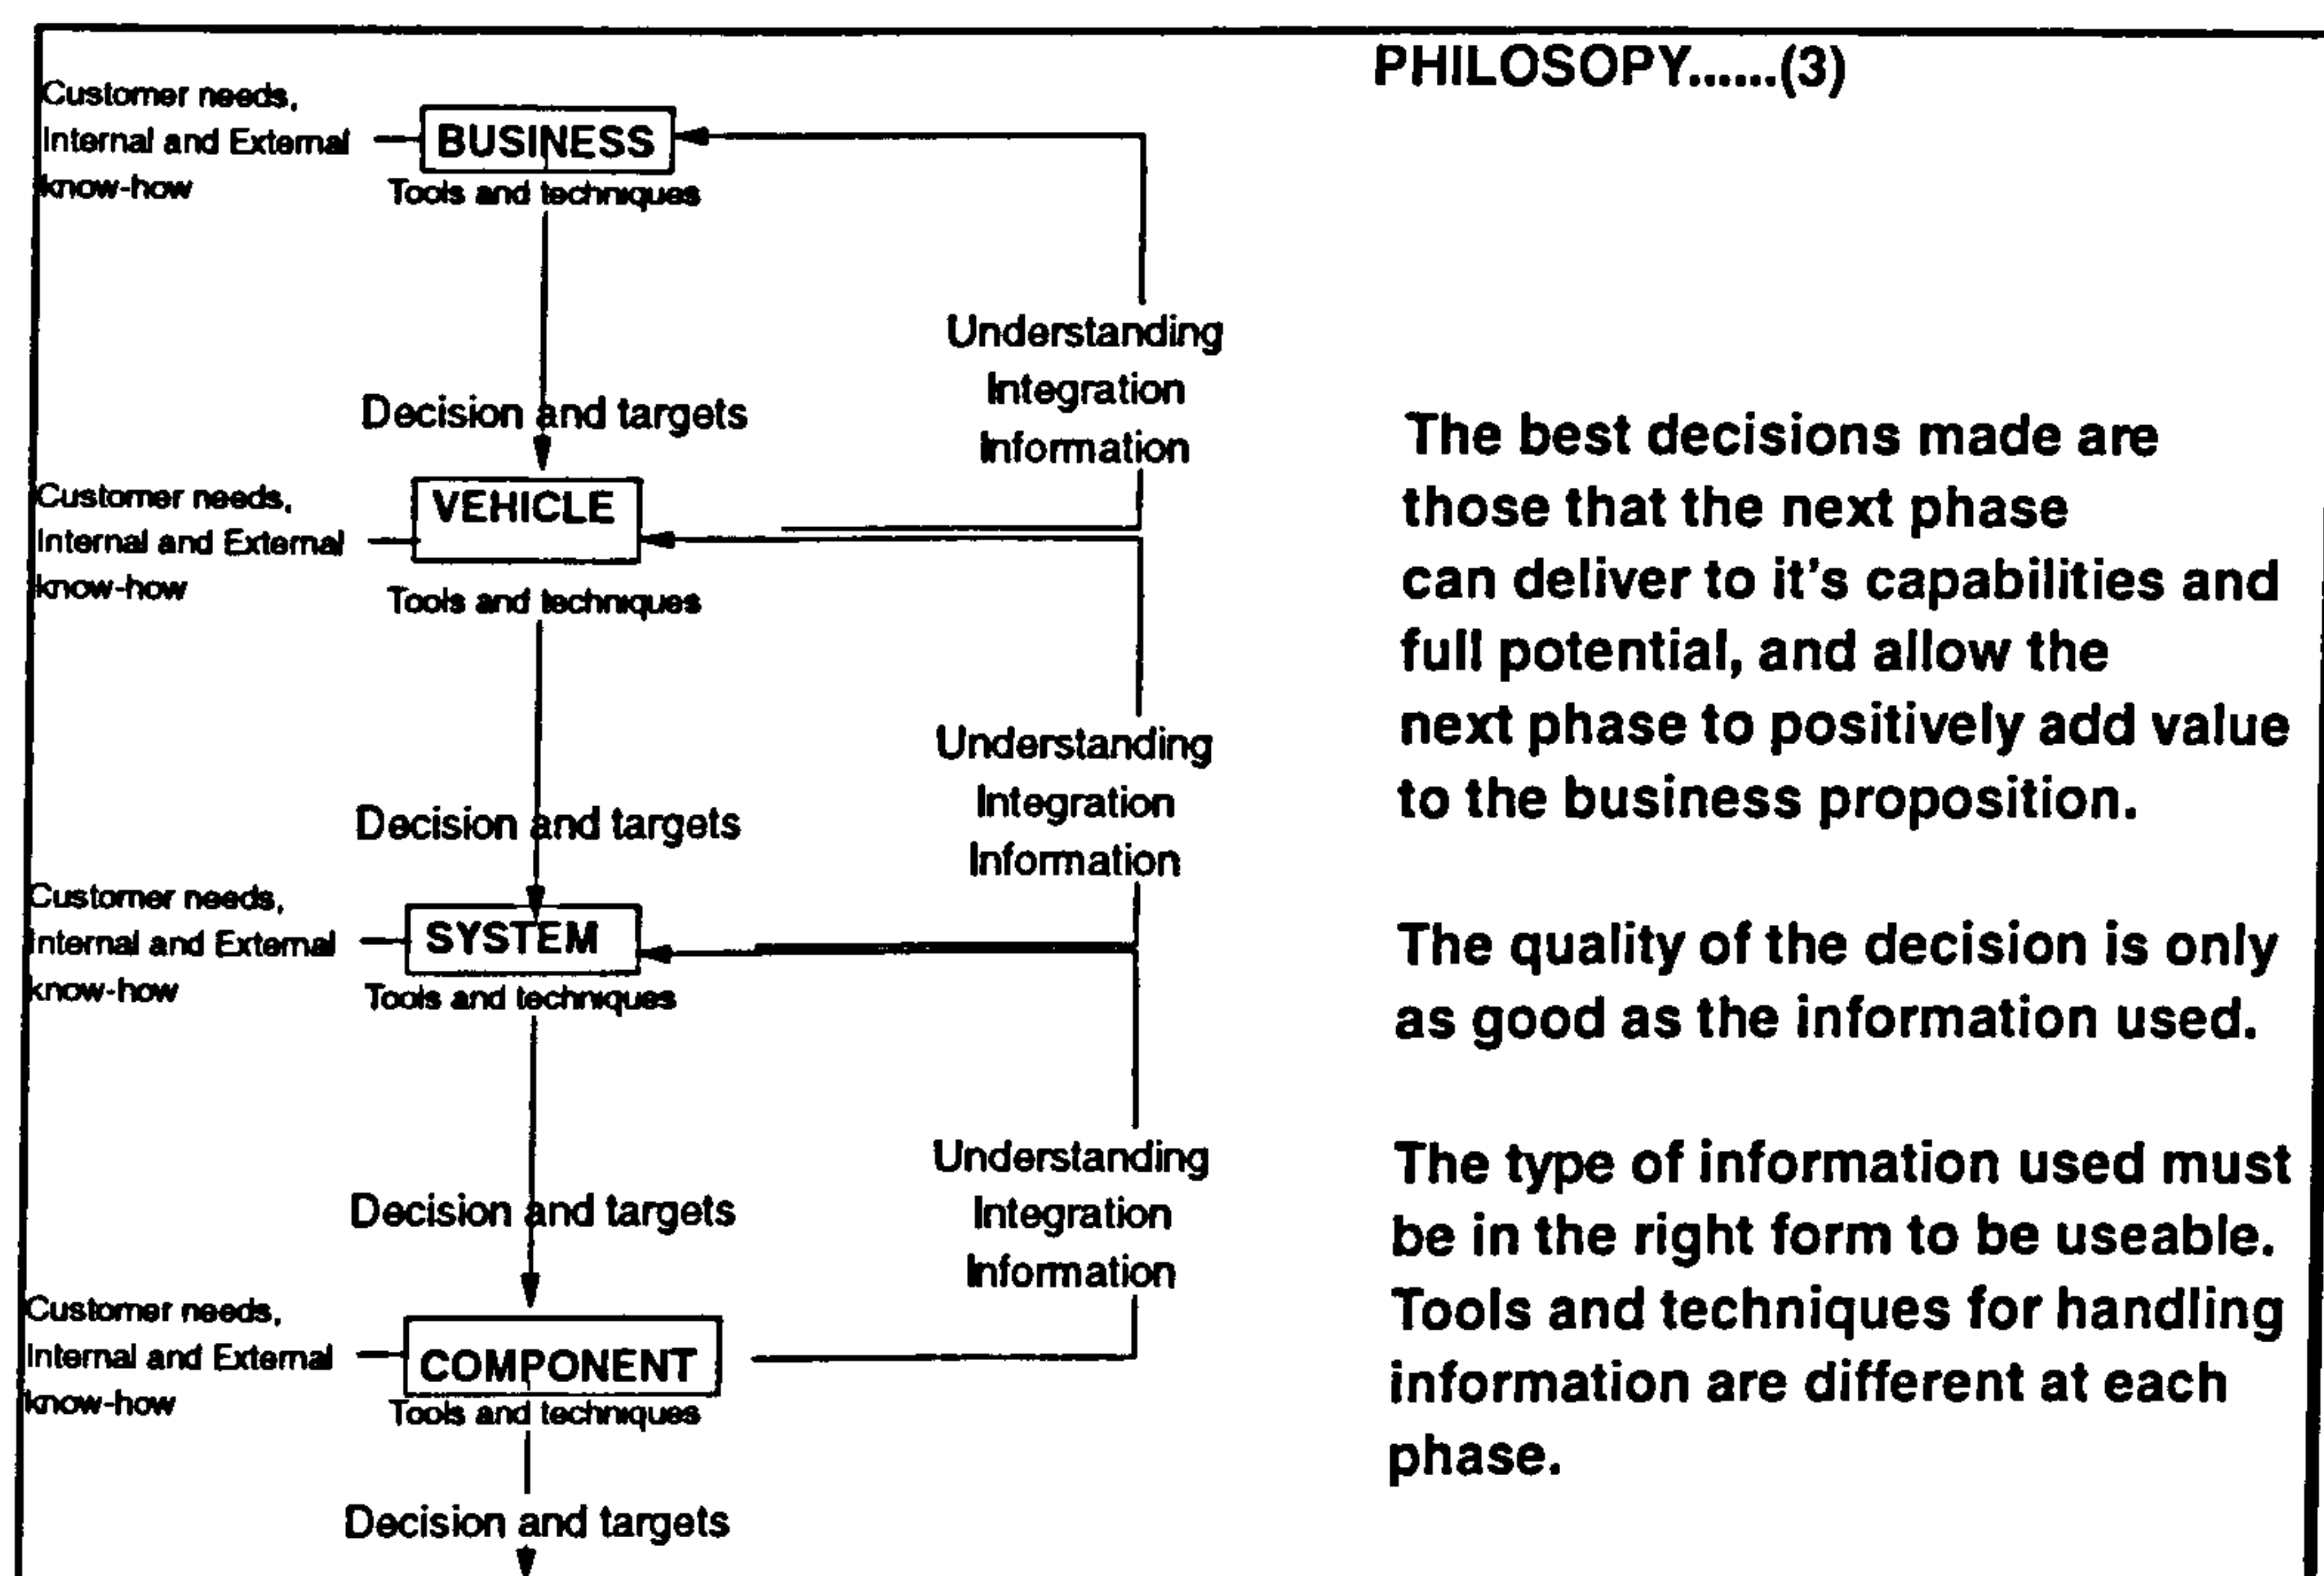 PHILOSOPY......(3)
Customer needs,
Internal and External
know-how
BUSINESS
Tools and techniques
Understanding
Integration
Information
Decision and targets
Customer needs,
Internal and External
know-how
VEHICLE
Tools and techniques
Understanding
Integration
Information
Decision and targets
Customer needs,
Internal and External
know-how
SYSTEM
Tools and techniques
Understanding
Integration
Information
Decision and targets
Customer needs,
Internal and External
know-how
COMPONENT
Tools and techniques
Decision and targets
The best decisions made are
those that the next phase
can deliver to it's capabilities and
full potential, and allow the
next phase to positively add value
to the business proposition.
The quality of the decision is only
as good as the information used.
The type of information used must
be in the right form to be useable.
Tools and techniques for handling
information are different at each
phase.